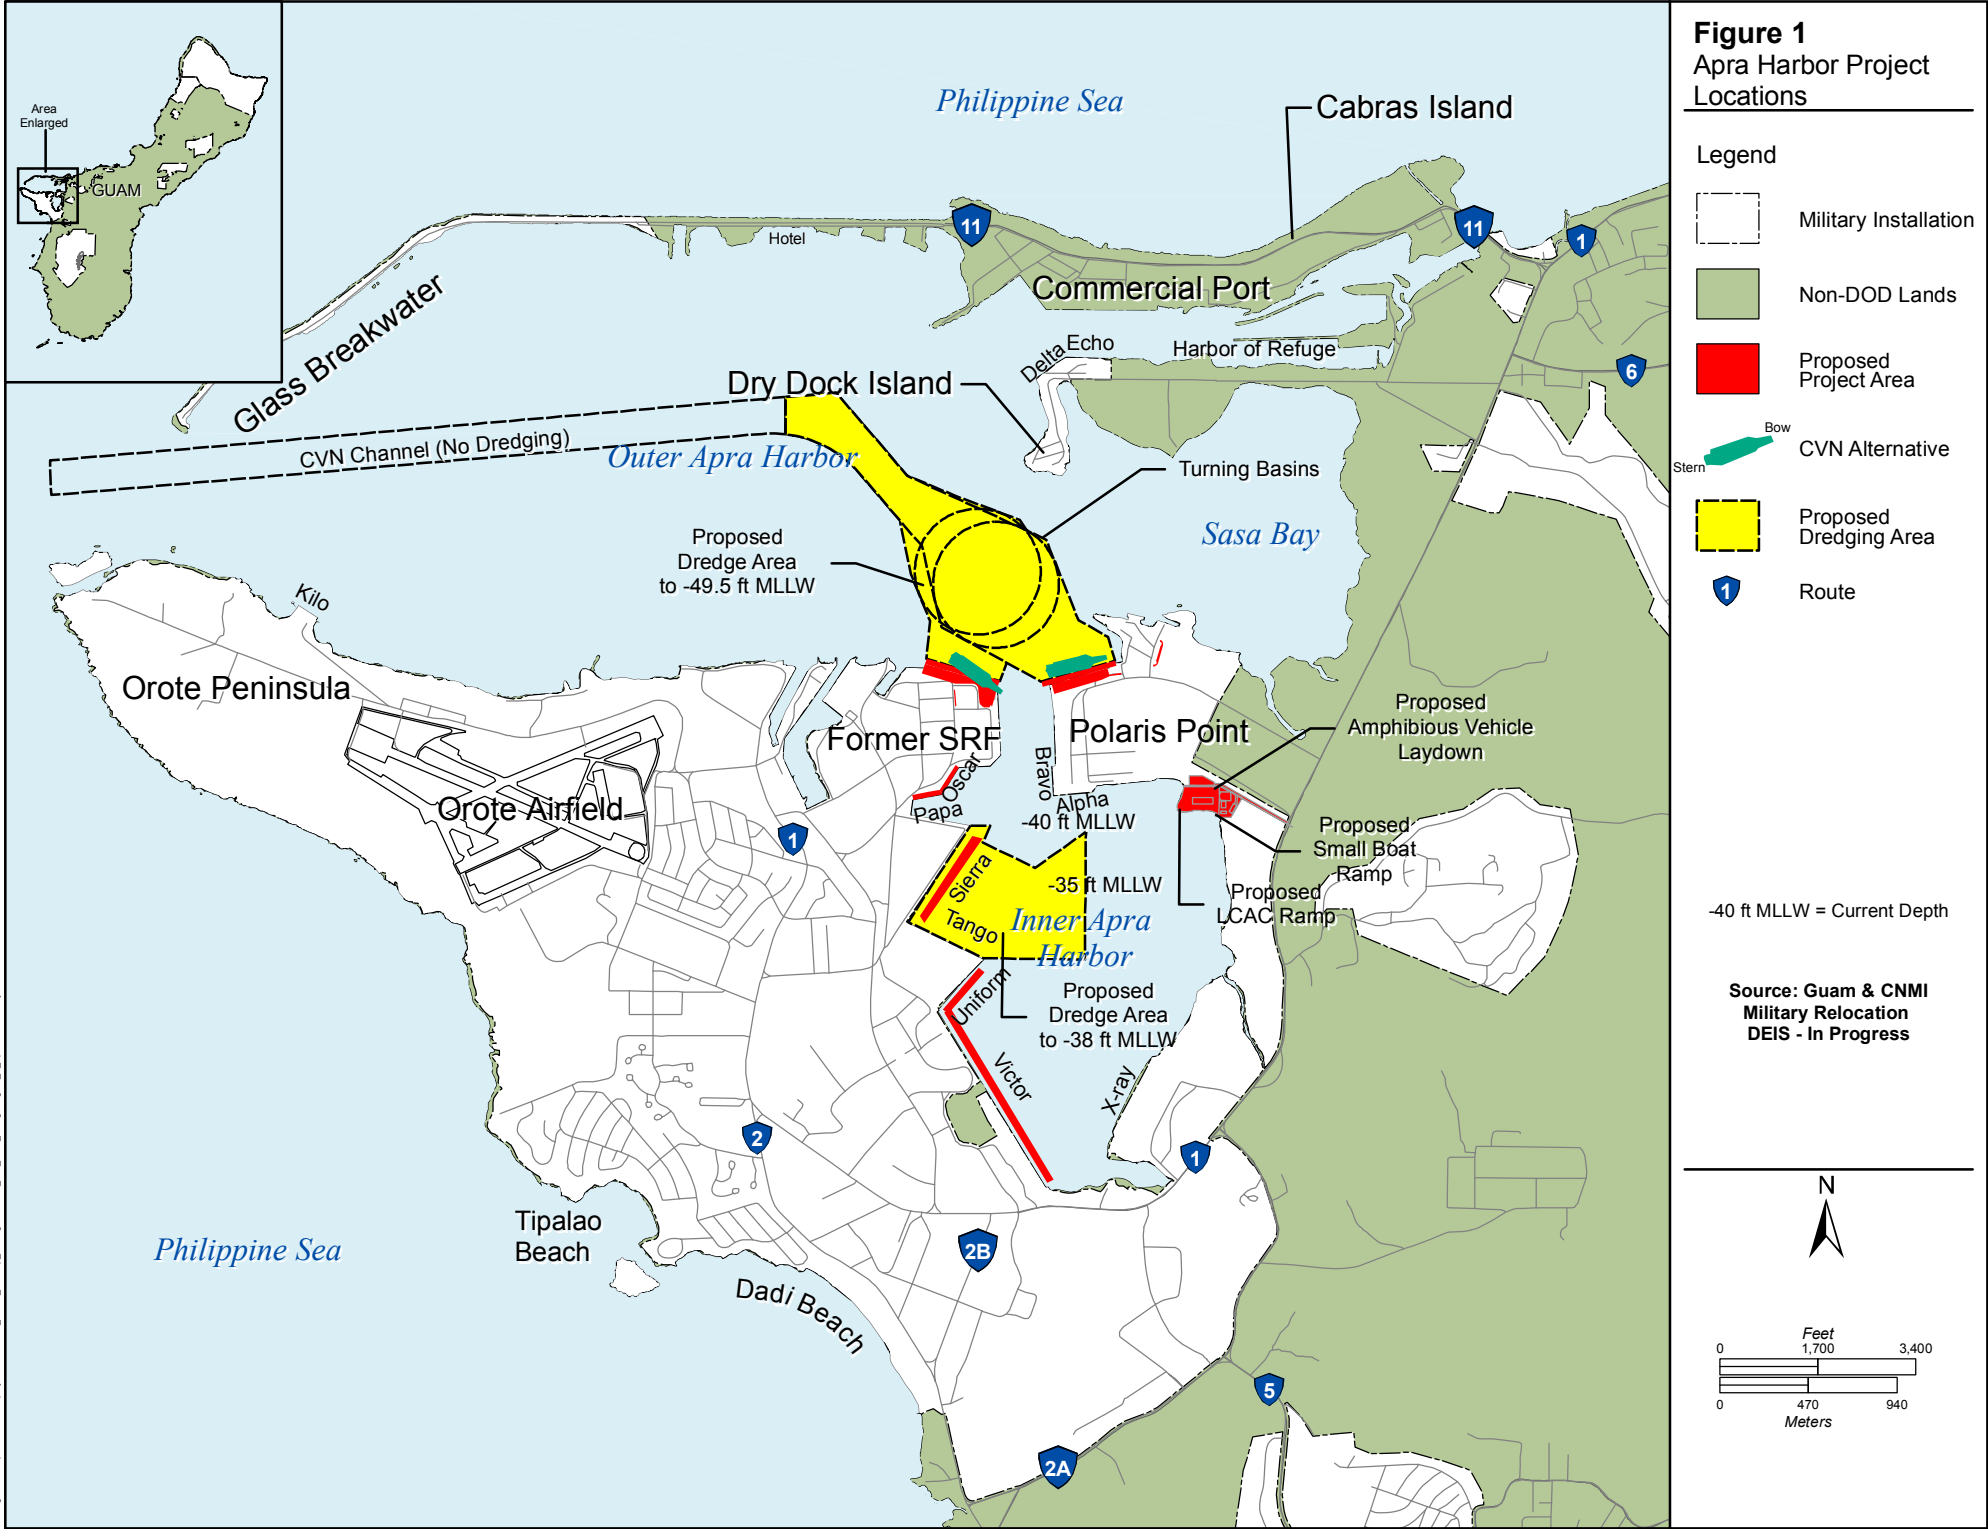 Figure 1
Apra Harbor Project
Locations
Legend
Military Installation
Non-DOD Lands
Proposed
Project Area
Bow
Stern
CVN Alternative
Proposed
Dredging Area
1
Route
-40 ft MLLW = Current Depth
Source: Guam & CNMI
Military Relocation
DEIS - In Progress
N
Feet
0 1,700 3,400
0 470 940
Meters
Area
Enlarged
GUAM
Philippine Sea
Cabras Island
11
11
1
Hotel
Commercial Port
Glass Breakwater
Delta
Echo
Harbor of Refuge
6
Dry Dock Island
CVN Channel (No Dredging)
Outer Apra Harbor
Turning Basins
Sasa Bay
Proposed
Dredge Area
to -49.5 ft MLLW
Kilo
Orote Peninsula
Former SRF
Polaris Point
Proposed
Amphibious Vehicle
Laydown
Orote Airfield
Oscar
Papa
Bravo
Alpha
-40 ft MLLW
1
Proposed
Small Boat
Ramp
Sierra
-35 ft MLLW
Proposed
LCAC Ramp
Tango
Inner Apra
Harbor
Uniform
Proposed
Dredge Area
to -38 ft MLLW
Victor
X-ray
2
1
Tipalao
Beach
Philippine Sea
2B
Dadi Beach
5
2A